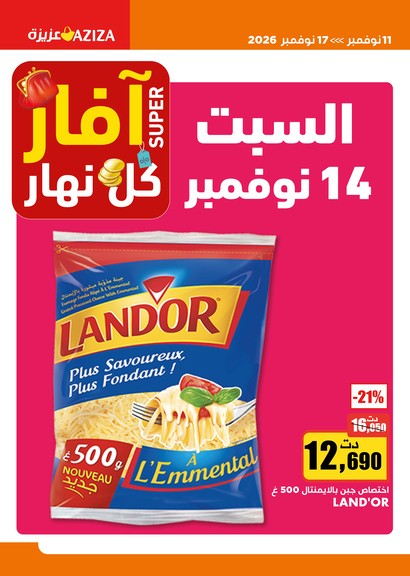 عزيزة AZIZA
11 نوفمبر >>> 17 نوفمبر 2026
آفار
SUPER
كل نهار
السبت
14 نوفمبر
LANDOR
Plus Savoureux,
Plus Fondant !
500g غ
NOUVEAU
جديد
À
L'Emmental
-21%
د.ت
16,050
د.ت
12,690
اختصاص جبن بالايمنتال 500 غ
LAND'OR